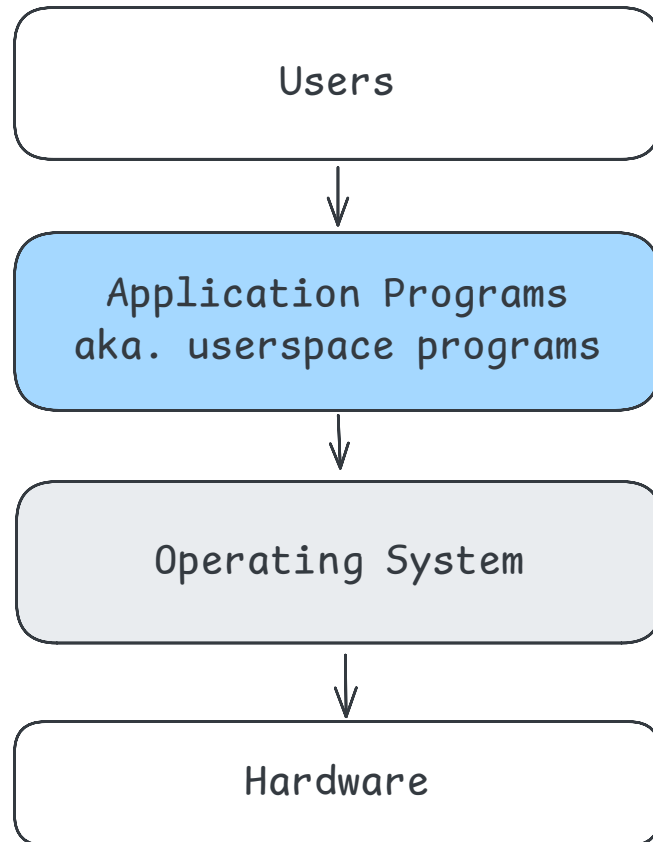 Users
Application Programs
aka. userspace programs
Operating System
Hardware